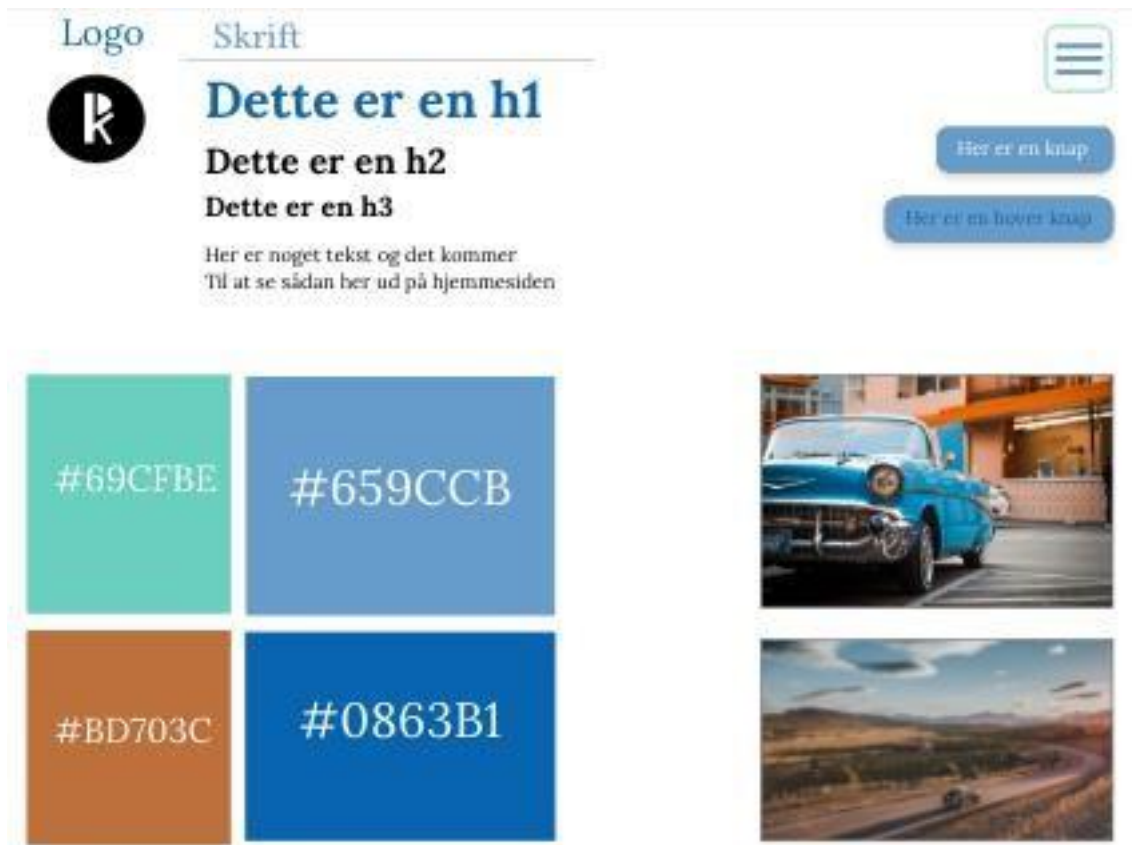 Logo
Skrift
Dette er en h1
Dette er en h2
Dette er en h3
Her er noget tekst og det kommer
Til at se sådan her ud på hjemmesiden
Her er en knap
Her er en hover knap
#69CFBE
#659CCB
#BD703C
#0863B1